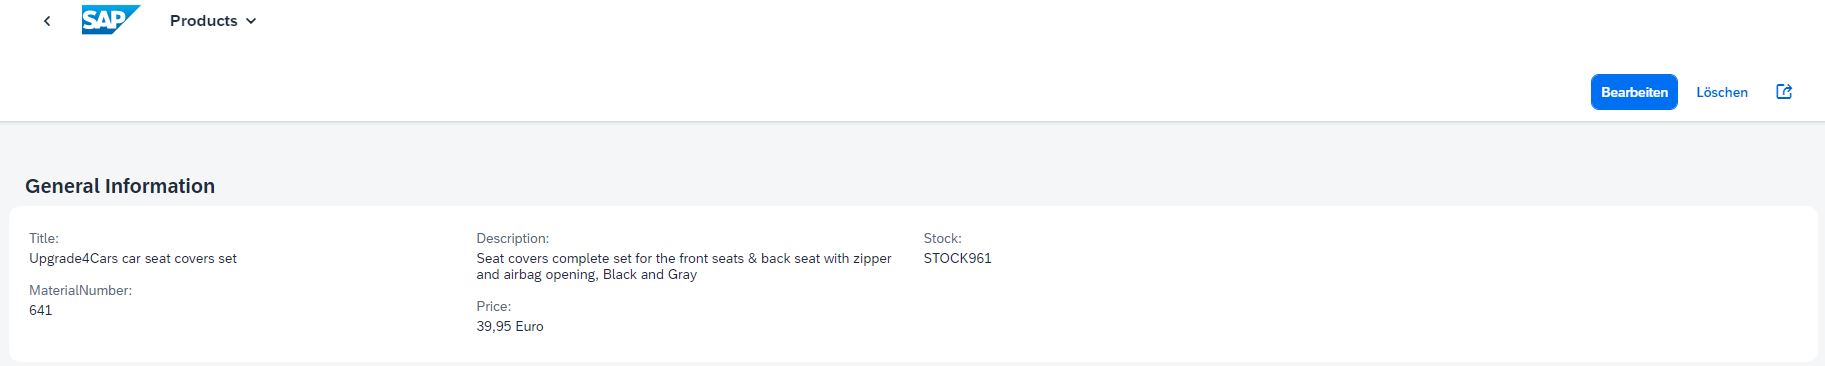 SAP Products
Bearbeiten Löschen
General Information
Title:
Upgrade4Cars car seat covers set
MaterialNumber:
641
Description:
Seat covers complete set for the front seats & back seat with zipper
and airbag opening, Black and Gray
Price:
39,95 Euro
Stock:
STOCK961